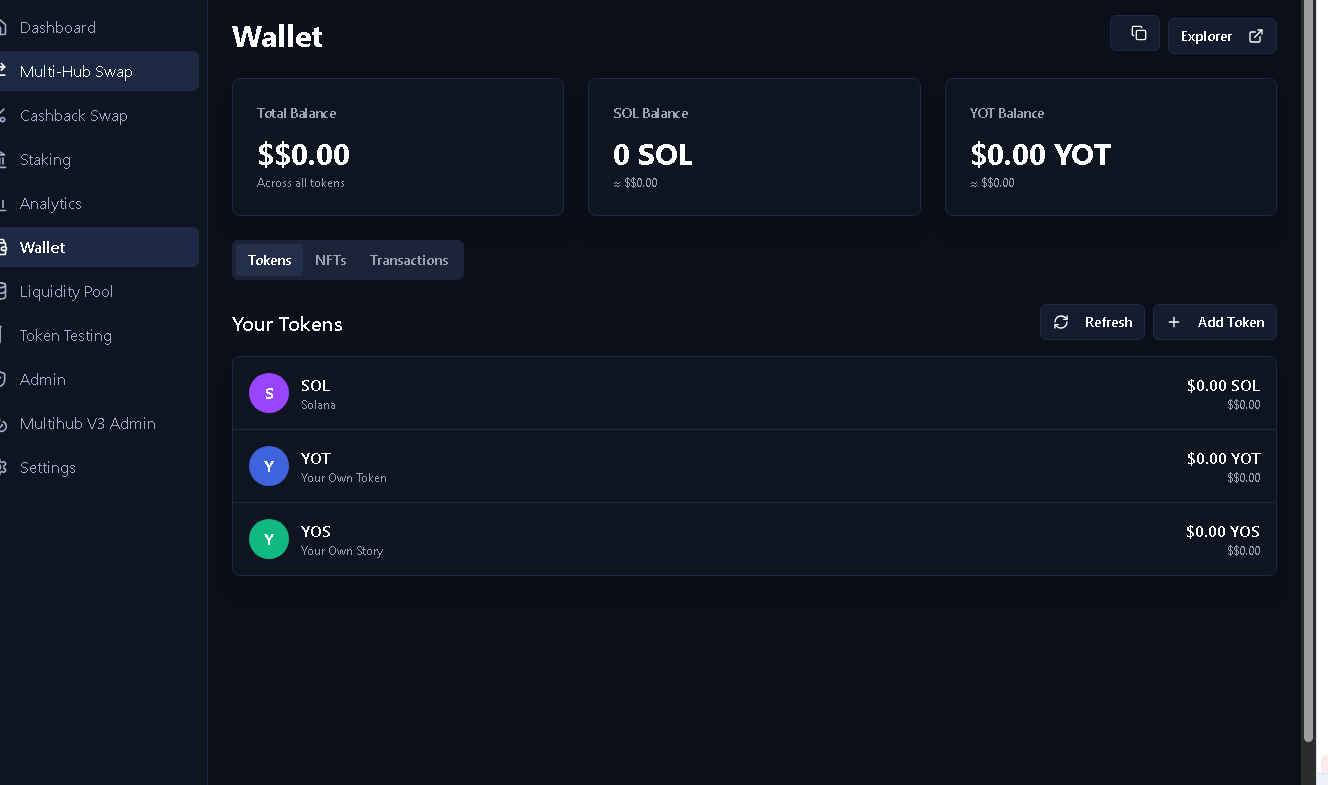 Dashboard
Multi-Hub Swap
Cashback Swap
Staking
Analytics
Wallet
Liquidity Pool
Token Testing
Admin
Multihub V3 Admin
Settings
Wallet
Explorer
Total Balance
$$0.00
Across all tokens
SOL Balance
0 SOL
≈ $$0.00
YOT Balance
$0.00 YOT
≈ $$0.00
Tokens NFTs Transactions
Your Tokens
Refresh
Add Token
S
SOL
Solana
$0.00 SOL
$$0.00
Y
YOT
Your Own Token
$0.00 YOT
$$0.00
Y
YOS
Your Own Story
$0.00 YOS
$$0.00